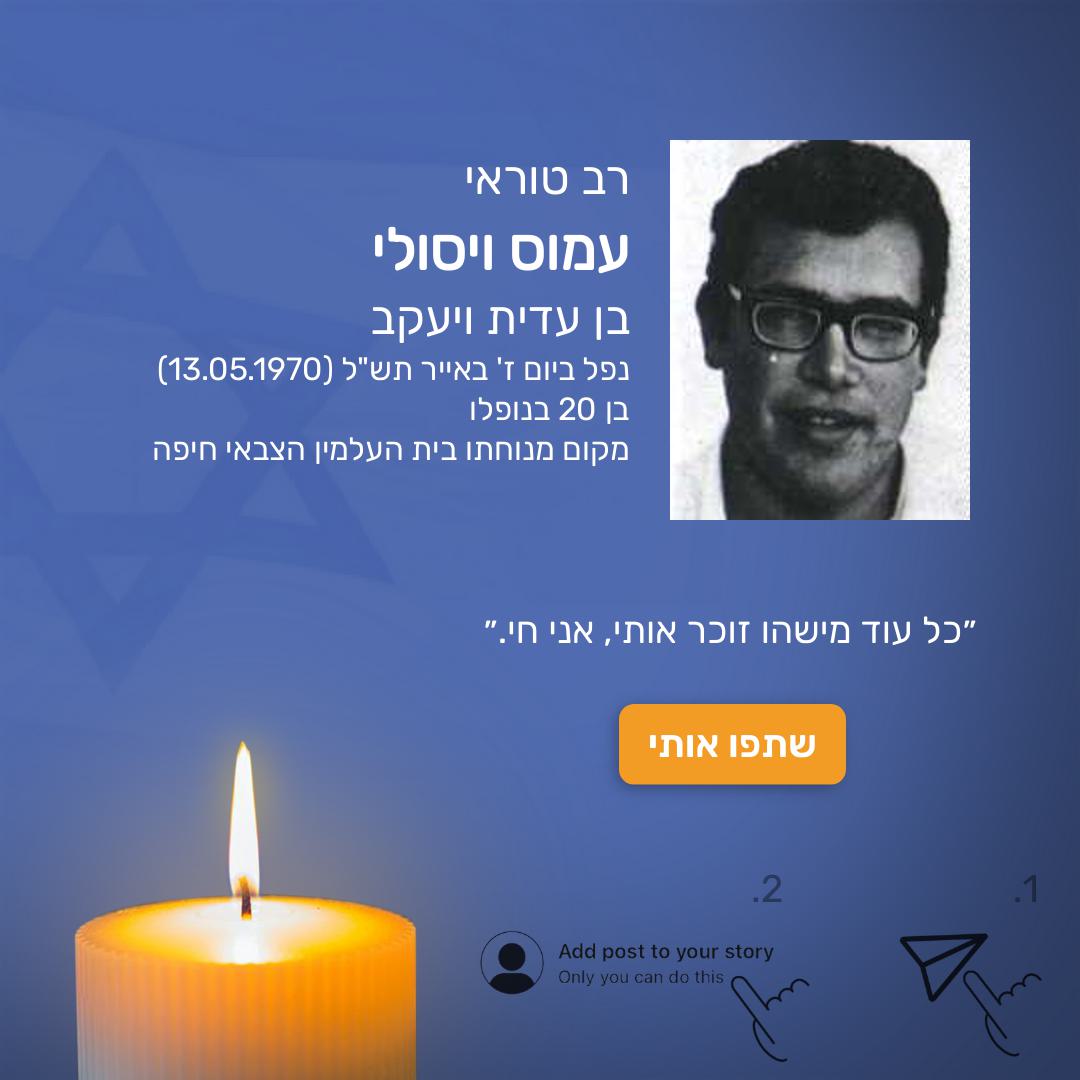 רב טוראי
עמוס ויסולי
בן עדית ויעקב
נפל ביום ז' באייר תש"ל (13.05.1970)
בן 20 בנופלו
מקום מנוחתו בית העלמין הצבאי חיפה
״כל עוד מישהו זוכר אותי, אני חי.״
שתפו אותי
1.
2.
Add post to your story
Only you can do this